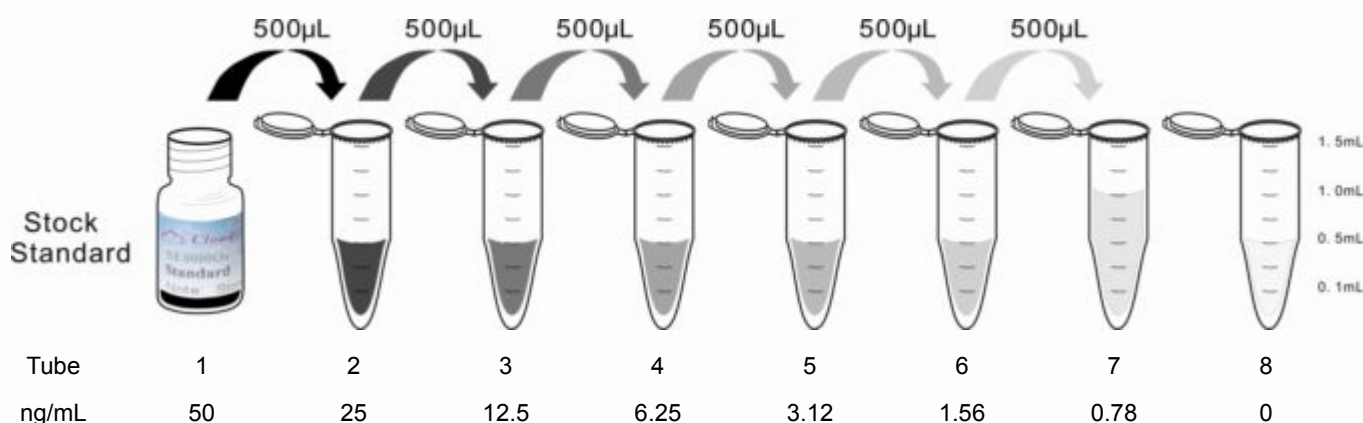 500µL 500µL 500µL 500µL 500µL 500µL
1.5mL
1.0mL
Stock
Standard
Cloud
Standard
0.5mL
0.1mL
Tube 1 2 3 4 5 6 7 8
ng/mL 50 25 12.5 6.25 3.12 1.56 0.78 0